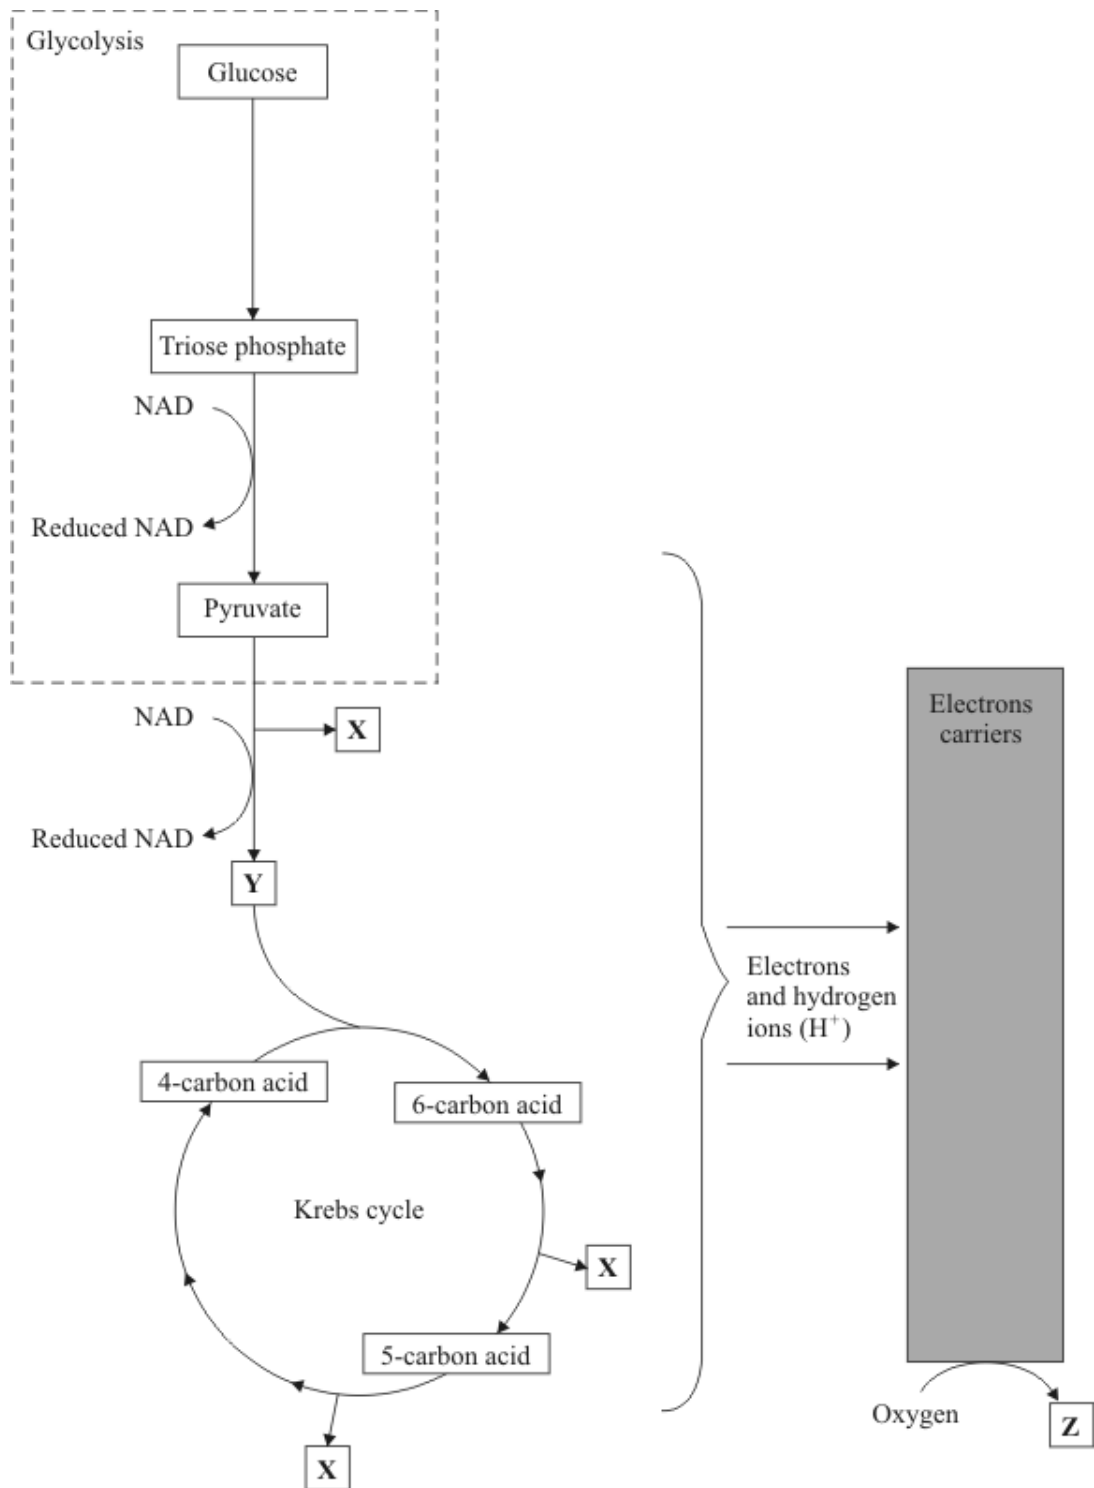 Glycolysis
Glucose
Triose phosphate
NAD
Reduced NAD
Pyruvate
NAD
X
Reduced NAD
Y
4-carbon acid
6-carbon acid
Krebs cycle
X
5-carbon acid
X
Electrons
and hydrogen
ions (H⁺)
Electrons
carriers
Oxygen
Z